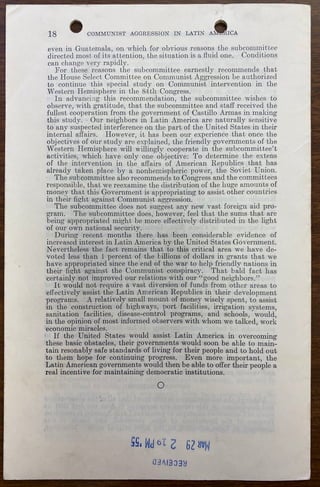 18 COMMUNIST AGGRESSION IN LATIN AMERICA
even in Guatemala, on which for obvious reasons the subcommittee
directed most of its attention, the situation is a fluid one. Conditions
can change very rapidly.
For these reasons the subcommittee earnestly recommends that
the House Select Committee on Communist Aggression be authorized
to continue this special study on Communist intervention in the
Western Hemisphere in the 84th Congress.
In advancing this recommendation, the subcommittee wishes to
observe, with gratitude, that the subcommittee and staff received the
fullest cooperation from the government of Castillo Armas in making
this study. Our neighbors in Latin America are naturally sensitive
to any suspected interference on the part of the United States in their
internal affairs. However, it has been our experience that once the
objectives of our study are explained, the friendly governments of the
Western Hemisphere will willingly cooperate in the subcommittee's
activities, which have only one objective: To determine the extent
of the intervention in the affairs of American Republics that has
already taken place by a nonhemispheric power, the Soviet Union.
The subcommittee also recommends to Congress and the committees
responsible, that we reexamine the distribution of the huge amounts of
money that this Government is appropriating to assist other countries
in their fight against Communist aggression.
The subcommittee does not suggest any new vast foreign aid pro-
gram. The subcommittee does, however, feel that the sums that are
being appropriated might be more effectively distributed in the light
of our own national security.
During recent months there has been considerable evidence of
increased interest in Latin America by the United States Government.
Nevertheless the fact remains that to this critical area we have de-
voted less than 1 percent of the billions of dollars in grants that we
have appropriated since the end of the war to help friendly nations in
their fight against the Communist conspiracy. That bald fact has
certainly not improved our relations with our "good neighbors."
It would not require a vast diversion of funds from other areas to
effectively assist the Latin American Republics in their development
programs. A relatively small amount of money wisely spent, to assist
in the construction of highways, port facilities, irrigation systems,
sanitation facilities, disease-control programs, and schools, would,
in the opinion of most informed observers with whom we talked, work
economic miracles.
If the United States would assist Latin America in overcoming
these basic obstacles, their governments would soon be able to main-
tain resonably safe standards of living for their people and to hold out
to them hope for continuing progress. Even more important, the
Latin American governments would then be able to offer their people a
real incentive for maintaining democratic institutions.
RECEIVED
MAR 29 2 29 PM '55